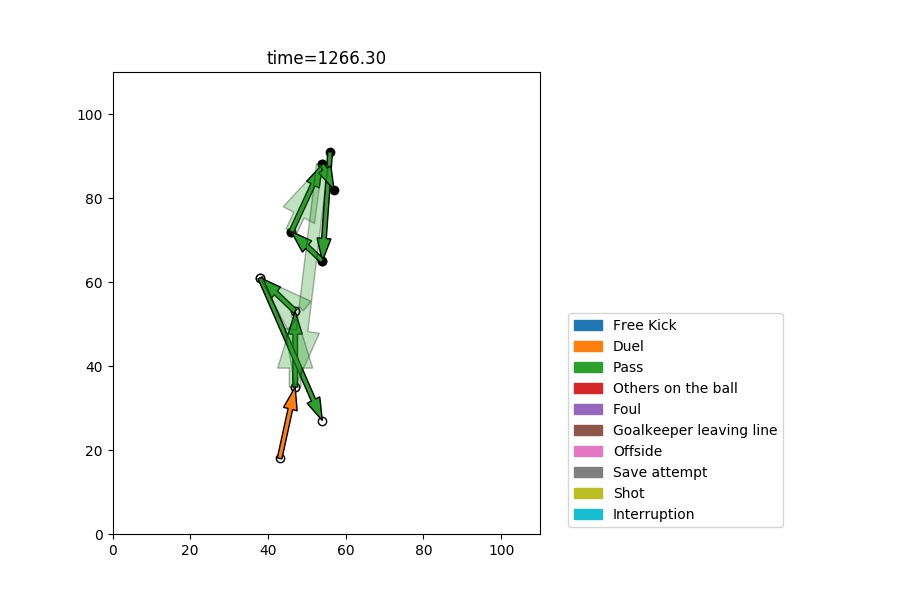 time=1266.30
100
80
60
40
20
0
0 20 40 60 80 100
Free Kick
Duel
Pass
Others on the ball
Foul
Goalkeeper leaving line
Offside
Save attempt
Shot
Interruption